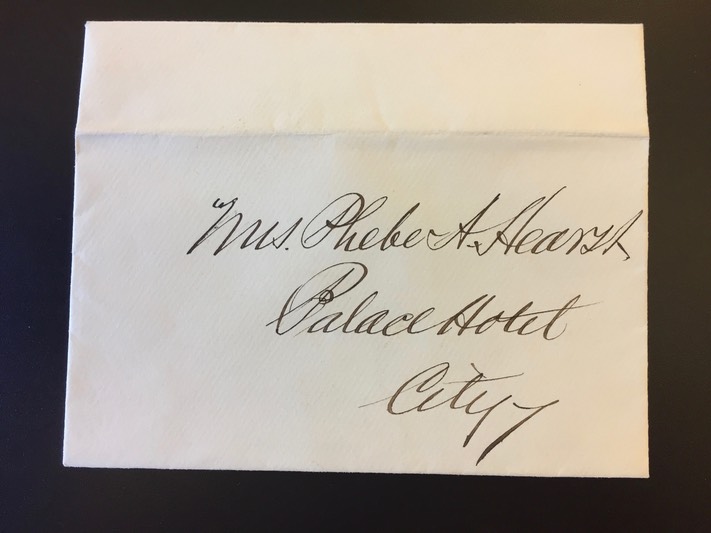 Mrs. Phebe A. Hearst.
Palace Hotel
City